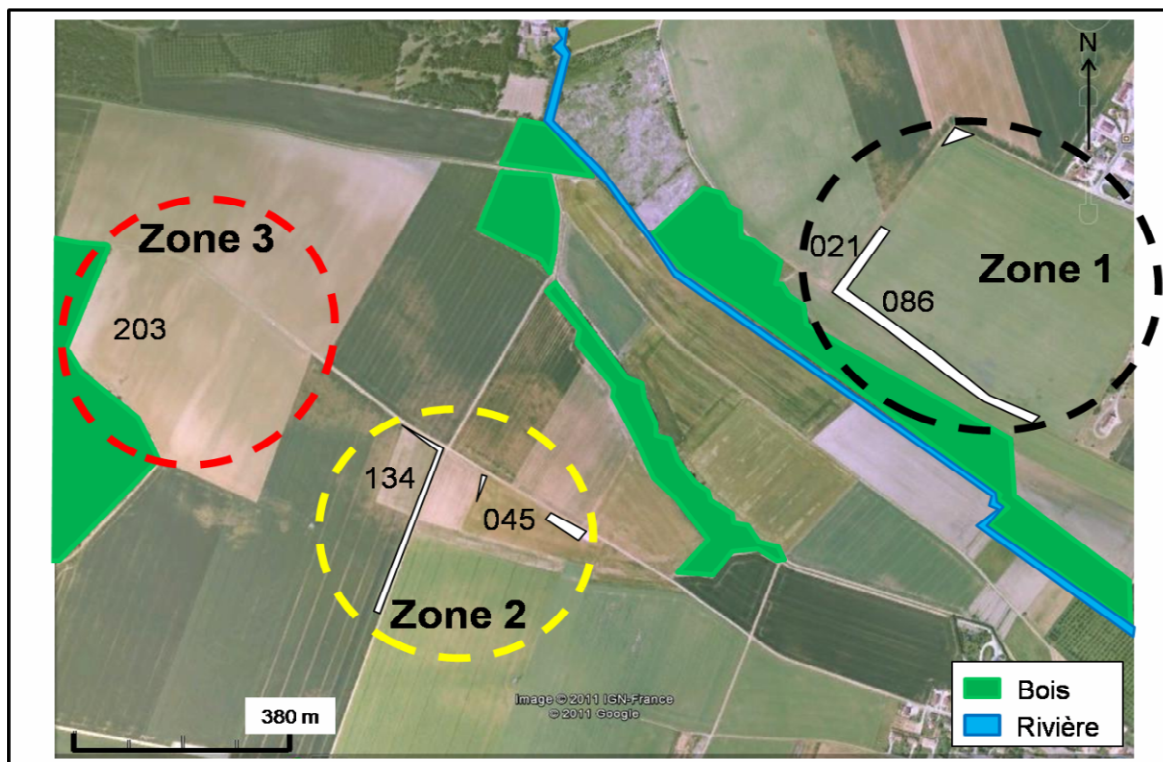 N
Zone 3
021
Zone 1
203
086
134
045
Zone 2
Image © 2011 IGN-France
© 2011 Google
380 m
Bois
Rivière